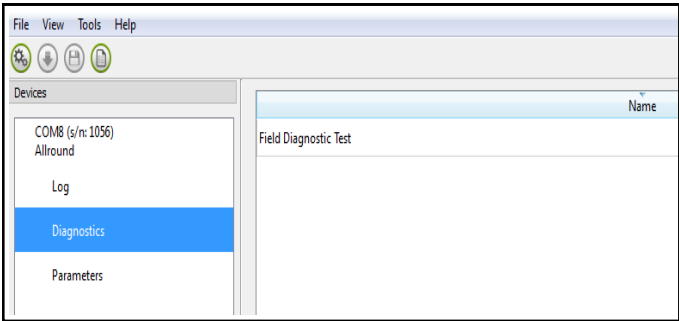 File View Tools Help
Devices
Name
COM8 (s/n: 1056)
Allround
Field Diagnostic Test
Log
Diagnostics
Parameters